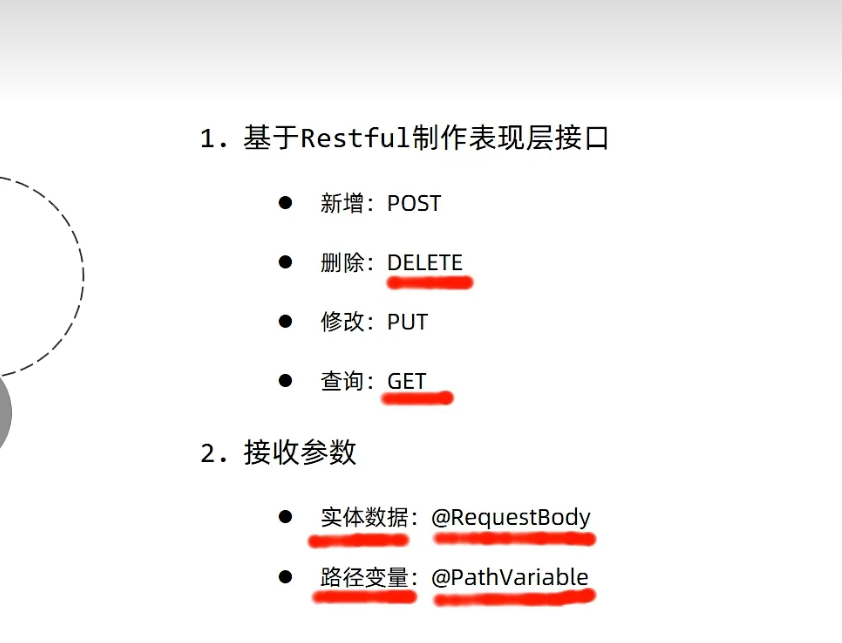 1. 基于Restful制作表现层接口
● 新增：POST
● 删除：DELETE
● 修改：PUT
● 查询：GET
2. 接收参数
● 实体数据：@RequestBody
● 路径变量：@PathVariable